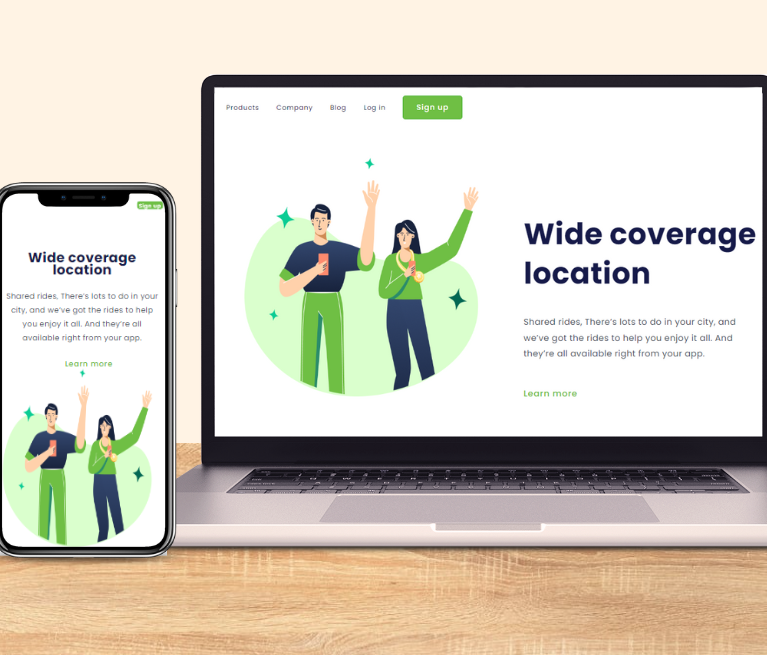 Products Company Blog Log in Sign up
Wide coverage
location
Shared rides, There's lots to do in your city, and
we've got the rides to help you enjoy it all. And
they're all available right from your app.
Learn more
Sign up
Wide coverage
location
Shared rides, There's lots to do in your
city, and we've got the rides to help
you enjoy it all. And they're all
available right from your app.
Learn more